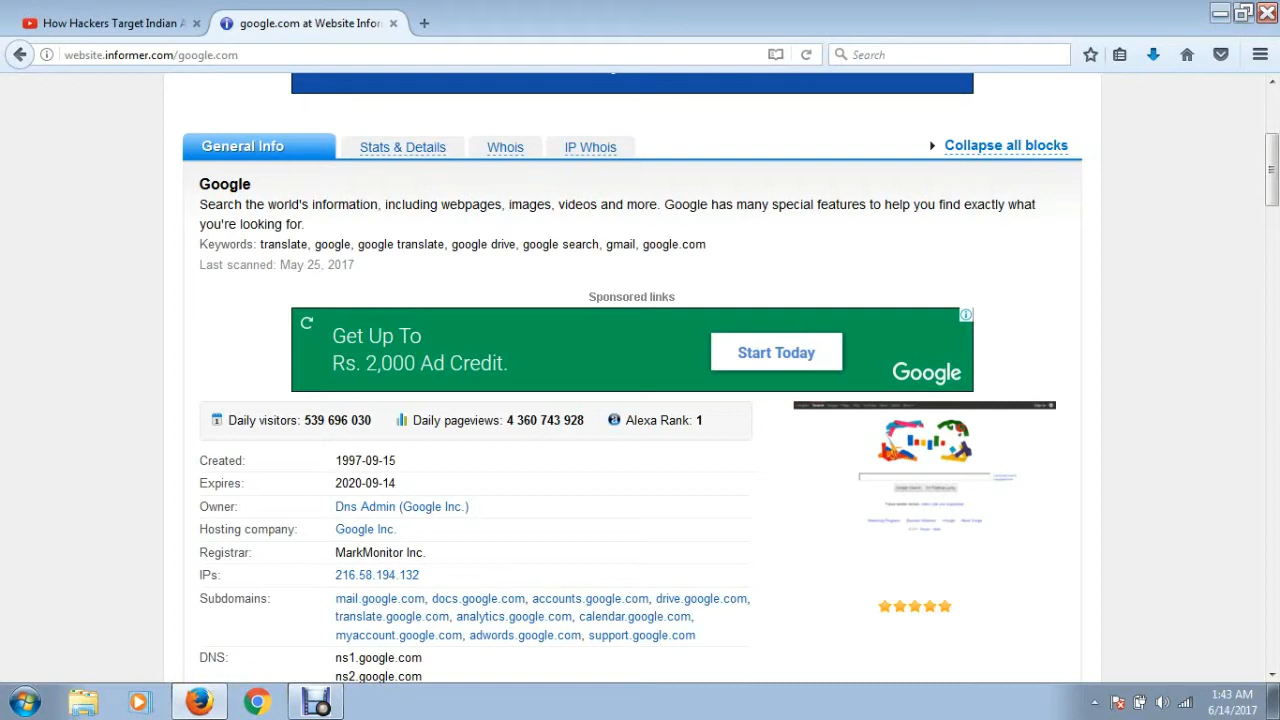 How Hackers Target Indian A
google.com at Website Infor
website.informer.com/google.com
Search
General Info
Stats & Details
Whois
IP Whois
Collapse all blocks
Google
Search the world's information, including webpages, images, videos and more. Google has many special features to help you find exactly what
you're looking for.
Keywords: translate, google, google translate, google drive, google search, gmail, google.com
Last scanned: May 25, 2017
Sponsored links
Get Up To
Rs. 2,000 Ad Credit.
Start Today
Google
Daily visitors: 539 696 030
Daily pageviews: 4 360 743 928
Alexa Rank: 1
Created: 1997-09-15
Expires: 2020-09-14
Owner: Dns Admin (Google Inc.)
Hosting company: Google Inc.
Registrar: MarkMonitor Inc.
IPs: 216.58.194.132
Subdomains: mail.google.com, docs.google.com, accounts.google.com, drive.google.com,
translate.google.com, analytics.google.com, calendar.google.com,
myaccount.google.com, adwords.google.com, support.google.com
DNS: ns1.google.com
ns2.google.com
1:43 AM
6/14/2017